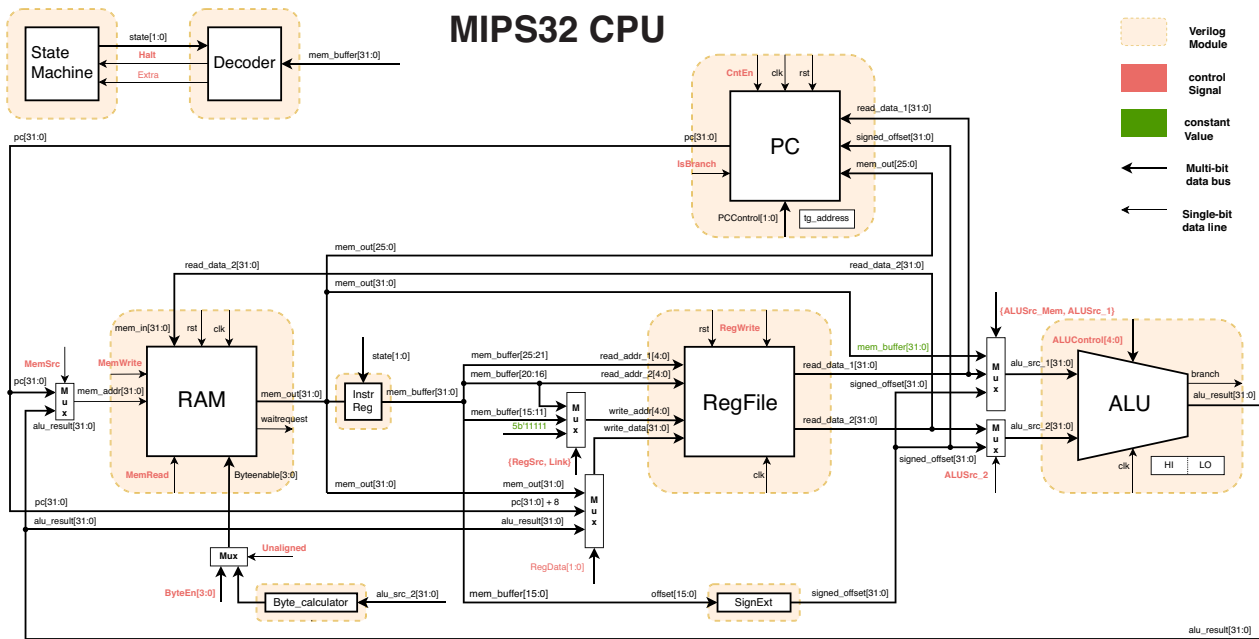 MIPS32 CPU
State
Machine
state[1:0]
Halt
Extra
Decoder
mem_buffer[31:0]
Verilog
Module
control
Signal
constant
Value
Multi-bit
data bus
Single-bit
data line
CntEn
clk
rst
pc[31:0]
pc[31:0]
PC
read_data_1[31:0]
signed_offset[31:0]
mem_out[25:0]
IsBranch
PCControl[1:0]
tg_address
mem_out[25:0]
read_data_2[31:0]
read_data_2[31:0]
mem_out[31:0]
mem_in[31:0]
rst
clk
MemSrc
MemWrite
pc[31:0]
Mux
mem_addr[31:0]
alu_result[31:0]
RAM
mem_out[31:0]
waitrequest
MemRead
Byteenable[3:0]
state[1:0]
Instr
Reg
mem_buffer[31:0]
mem_buffer[25:21]
mem_buffer[20:16]
mem_buffer[15:11]
5b'11111
Mux
{RegSrc, Link}
read_addr_1[4:0]
read_addr_2[4:0]
write_addr[4:0]
write_data[31:0]
rst
RegWrite
RegFile
clk
read_data_1[31:0]
read_data_2[31:0]
mem_buffer[31:0]
signed_offset[31:0]
{ALUSrc_Mem, ALUSrc_1}
Mux
alu_src_1[31:0]
Mux
alu_src_2[31:0]
signed_offset[31:0]
ALUSrc_2
ALUControl[4:0]
ALU
branch
alu_result[31:0]
clk
HI
LO
pc[31:0]
alu_result[31:0]
mem_out[31:0]
mem_out[31:0]
pc[31:0] + 8
alu_result[31:0]
Mux
RegData[1:0]
Mux
Unaligned
ByteEn[3:0]
Byte_calculator
alu_src_2[31:0]
mem_buffer[15:0]
offset[15:0]
SignExt
signed_offset[31:0]
alu_result[31:0]